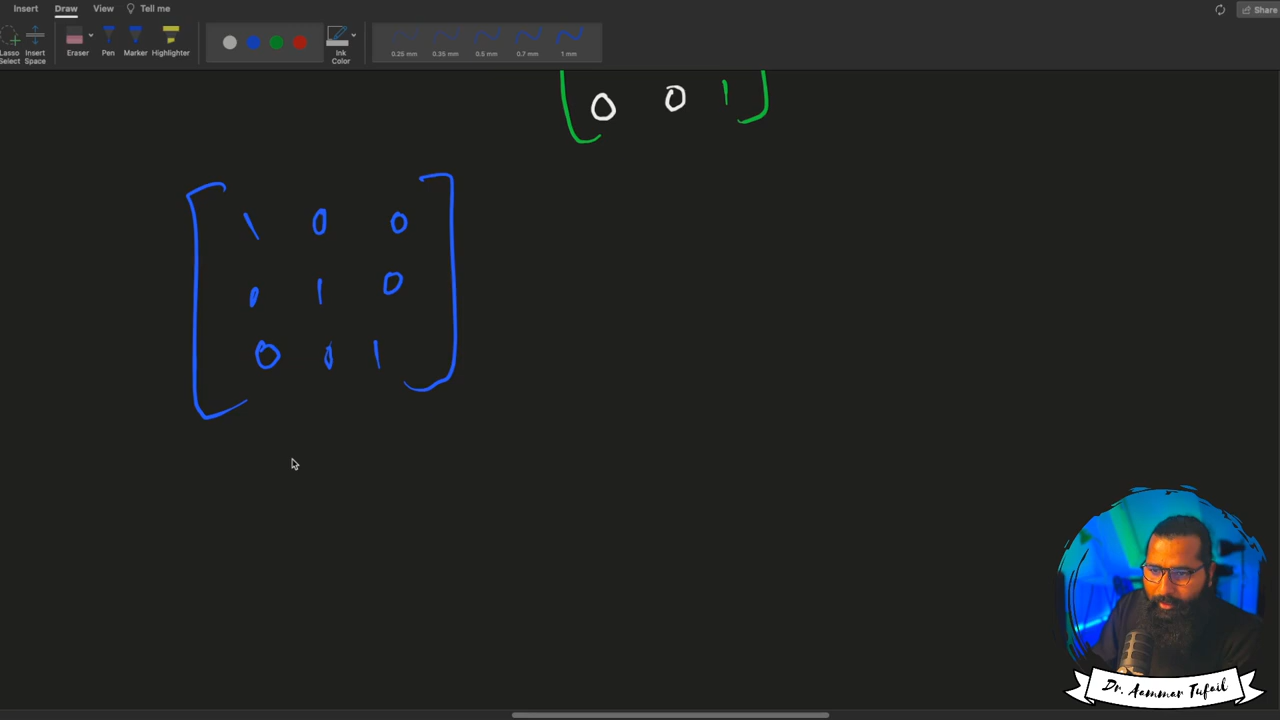 Insert Draw View Tell me Share
Lasso Select Insert Space Eraser Pen Marker Highlighter Ink Color 0.25 mm 0.35 mm 0.5 mm 0.7 mm 1 mm
0 0 1
1 0 0
0 1 0
0 0 1
Dr. Aammar Tufail